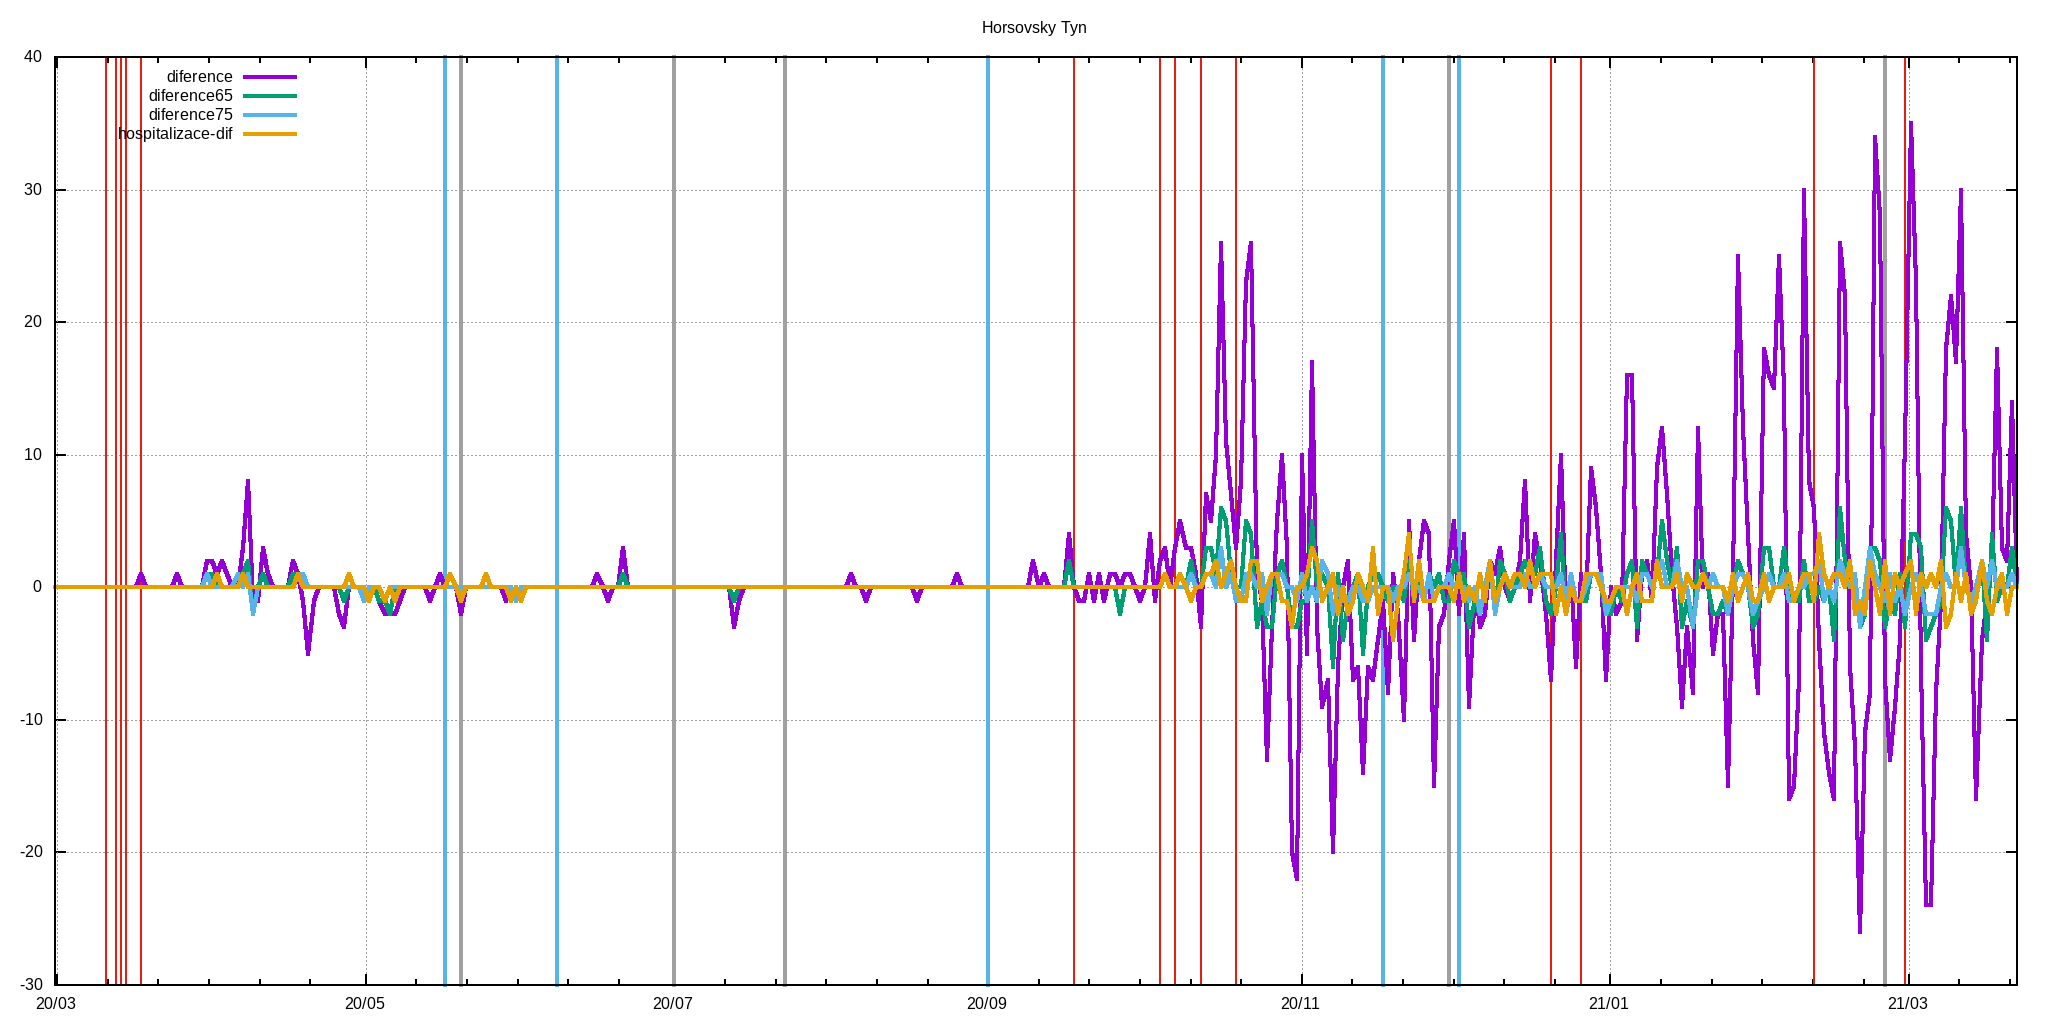 Horsovsky Tyn
40
30
20
10
0
-10
-20
-30
diference
diference65
diference75
hospitalizace-dif
20/03 20/05 20/07 20/09 20/11 21/01 21/03